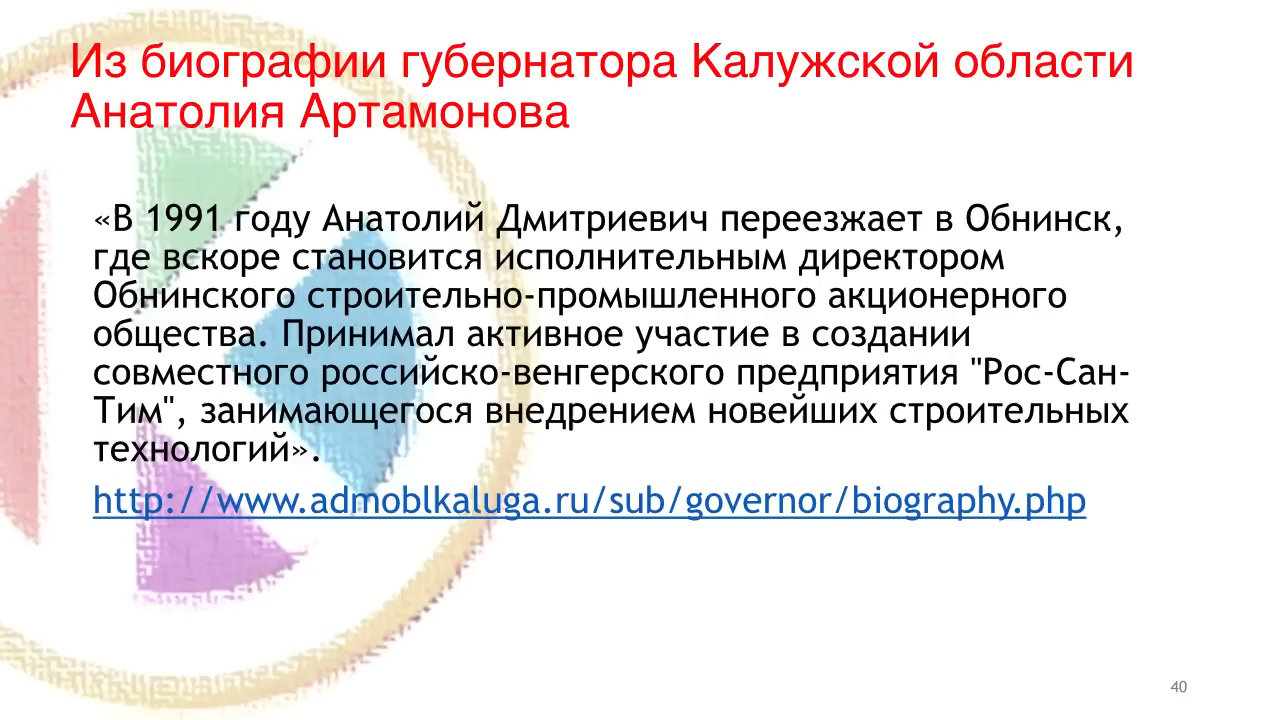 Из биографии губернатора Калужской области
Анатолия Артамонова
«В 1991 году Анатолий Дмитриевич переезжает в Обнинск,
где вскоре становится исполнительным директором
Обнинского строительно-промышленного акционерного
общества. Принимал активное участие в создании
совместного российско-венгерского предприятия "Рос-Сан-
Тим", занимающегося внедрением новейших строительных
технологий».
http://www.admoblkaluga.ru/sub/governor/biography.php
40